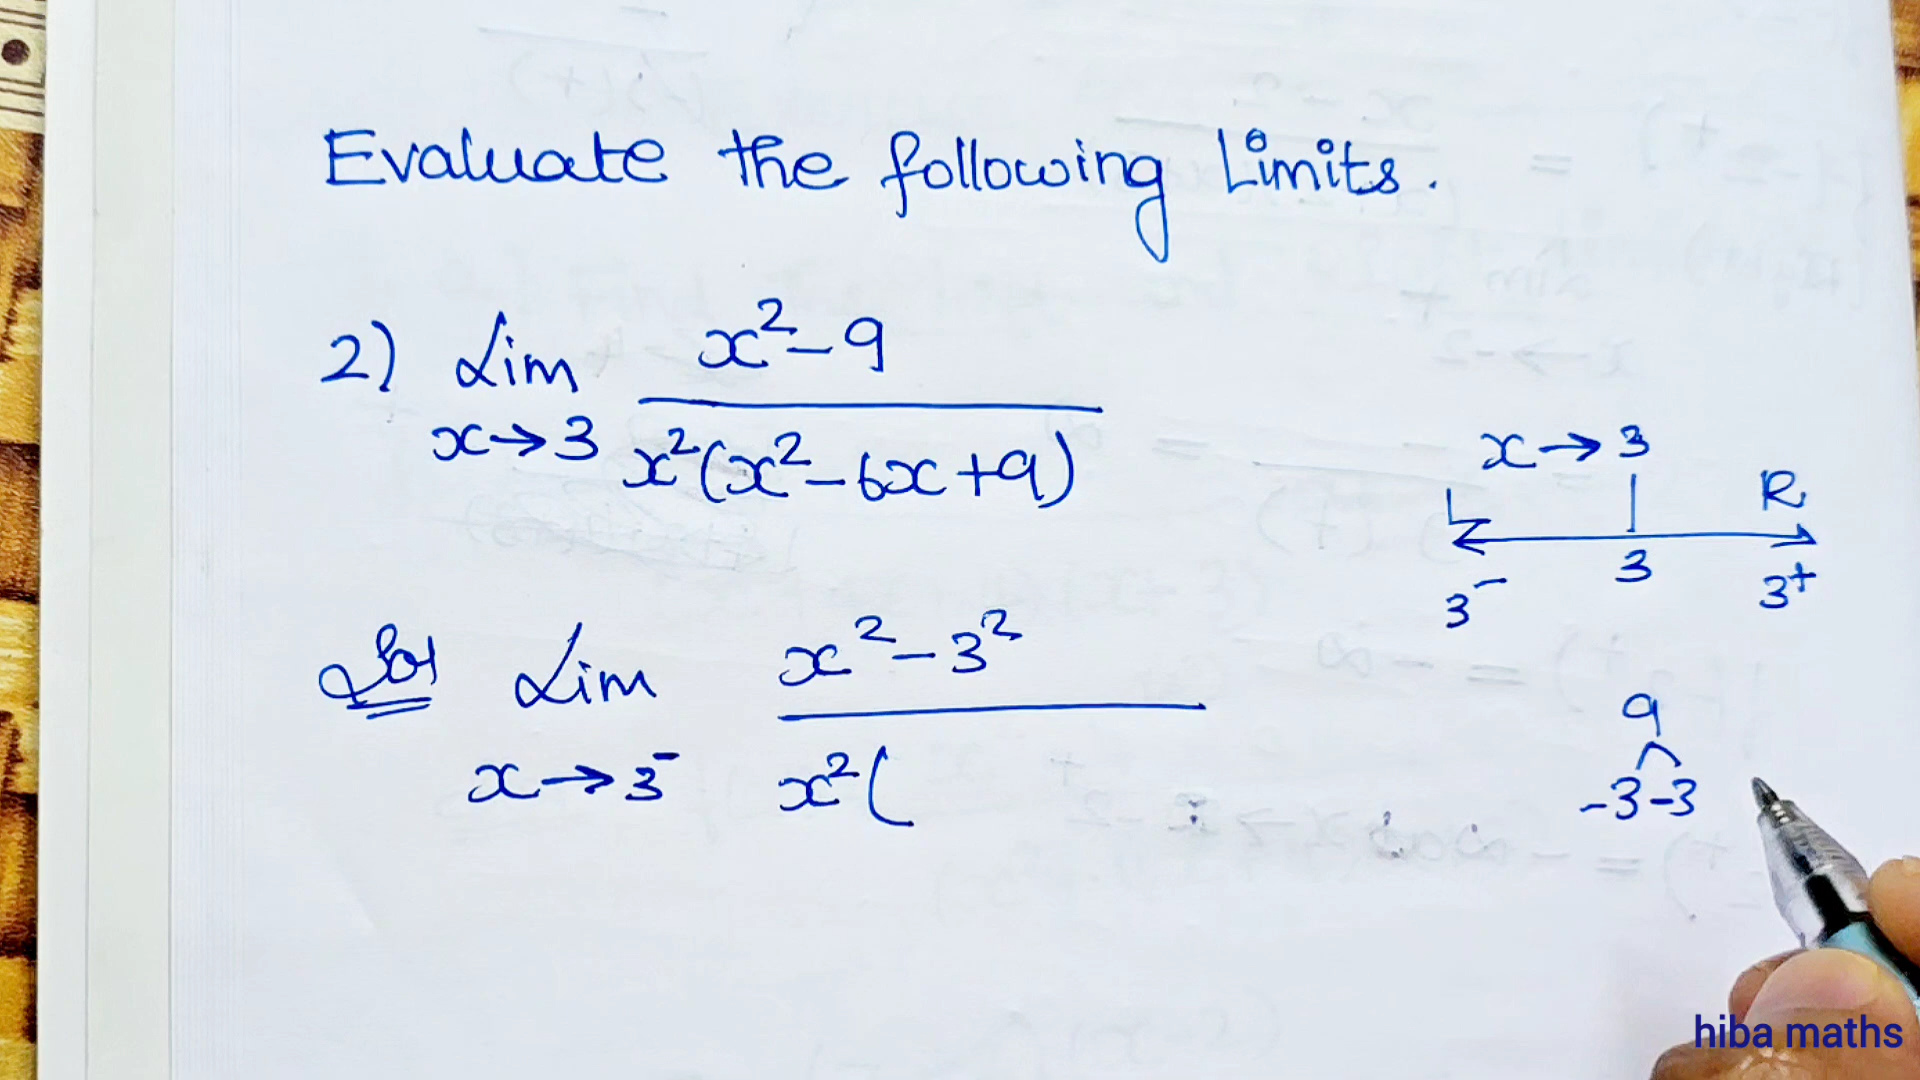 Evaluate the following Limits.
2) Lim x²-9
x→3 x²(x²-6x+9)
x→3
L R
3⁻ 3 3⁺
Sol Lim x²-3²
x→3⁻ x²(
9
-3 -3
hiba maths